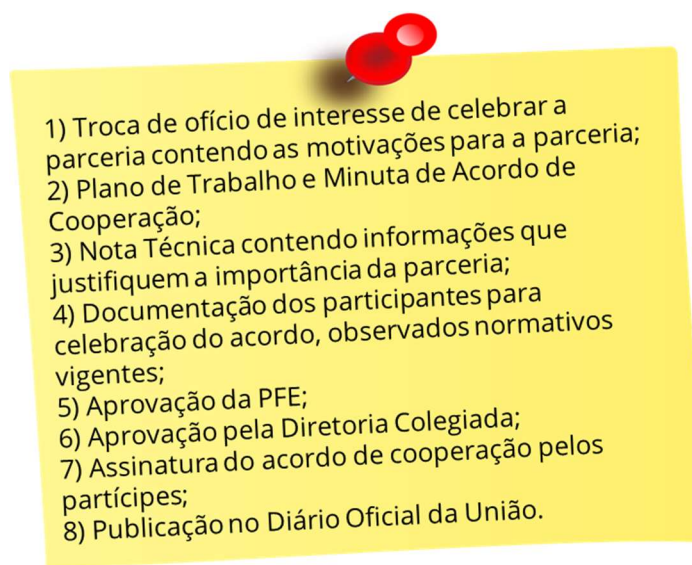 1) Troca de ofício de interesse de celebrar a
parceria contendo as motivações para a parceria;
2) Plano de Trabalho e Minuta de Acordo de
Cooperação;
3) Nota Técnica contendo informações que
justifiquem a importância da parceria;
4) Documentação dos participantes para
celebração do acordo, observados normativos
vigentes;
5) Aprovação da PFE;
6) Aprovação pela Diretoria Colegiada;
7) Assinatura do acordo de cooperação pelos
partícipes;
8) Publicação no Diário Oficial da União.